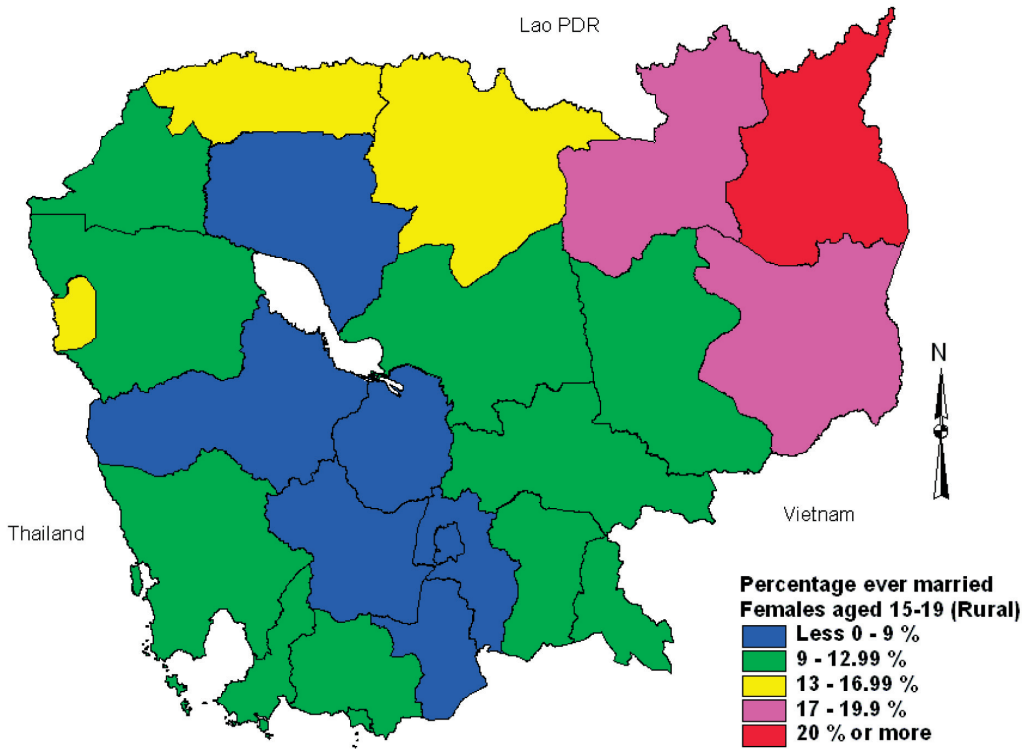 Lao PDR
N
Thailand
Vietnam
Percentage ever married
Females aged 15-19 (Rural)
Less 0 - 9 %
9 - 12.99 %
13 - 16.99 %
17 - 19.9 %
20 % or more